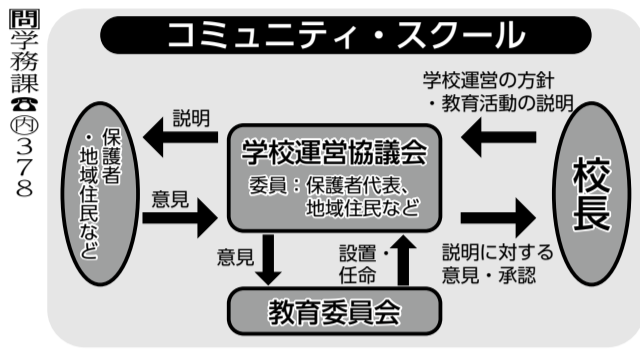 コミュニティ・スクール
問学務課☎内378
保護者
・地域住民など
説明
意見
学校運営協議会
委員：保護者代表、
地域住民など
学校運営の方針
・教育活動の説明
校長
説明に対する
意見・承認
意見
設置・
任命
教育委員会